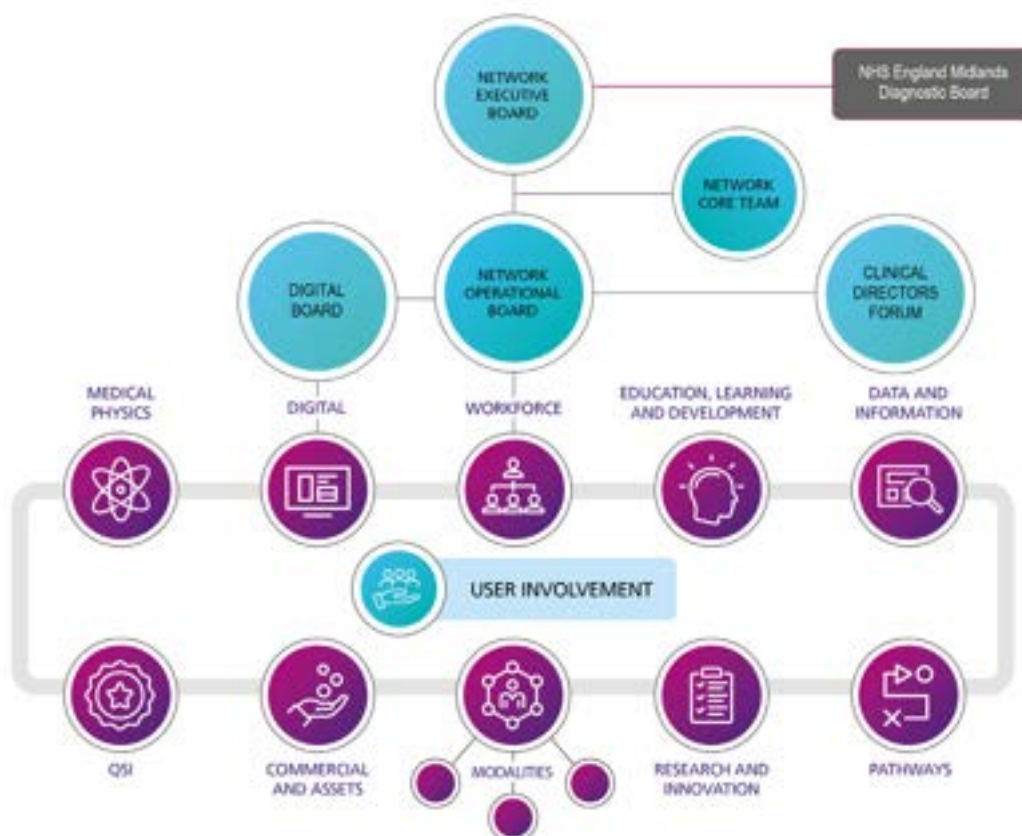 NETWORK
EXECUTIVE
BOARD
NHS England Midlands
Diagnostic Board
NETWORK
CORE TEAM
DIGITAL
BOARD
NETWORK
OPERATIONAL
BOARD
CLINICAL
DIRECTORS
FORUM
MEDICAL
PHYSICS
DIGITAL
WORKFORCE
EDUCATION, LEARNING
AND DEVELOPMENT
DATA AND
INFORMATION
USER INVOLVEMENT
QSI
COMMERCIAL
AND ASSETS
MODALITIES
RESEARCH AND
INNOVATION
PATHWAYS